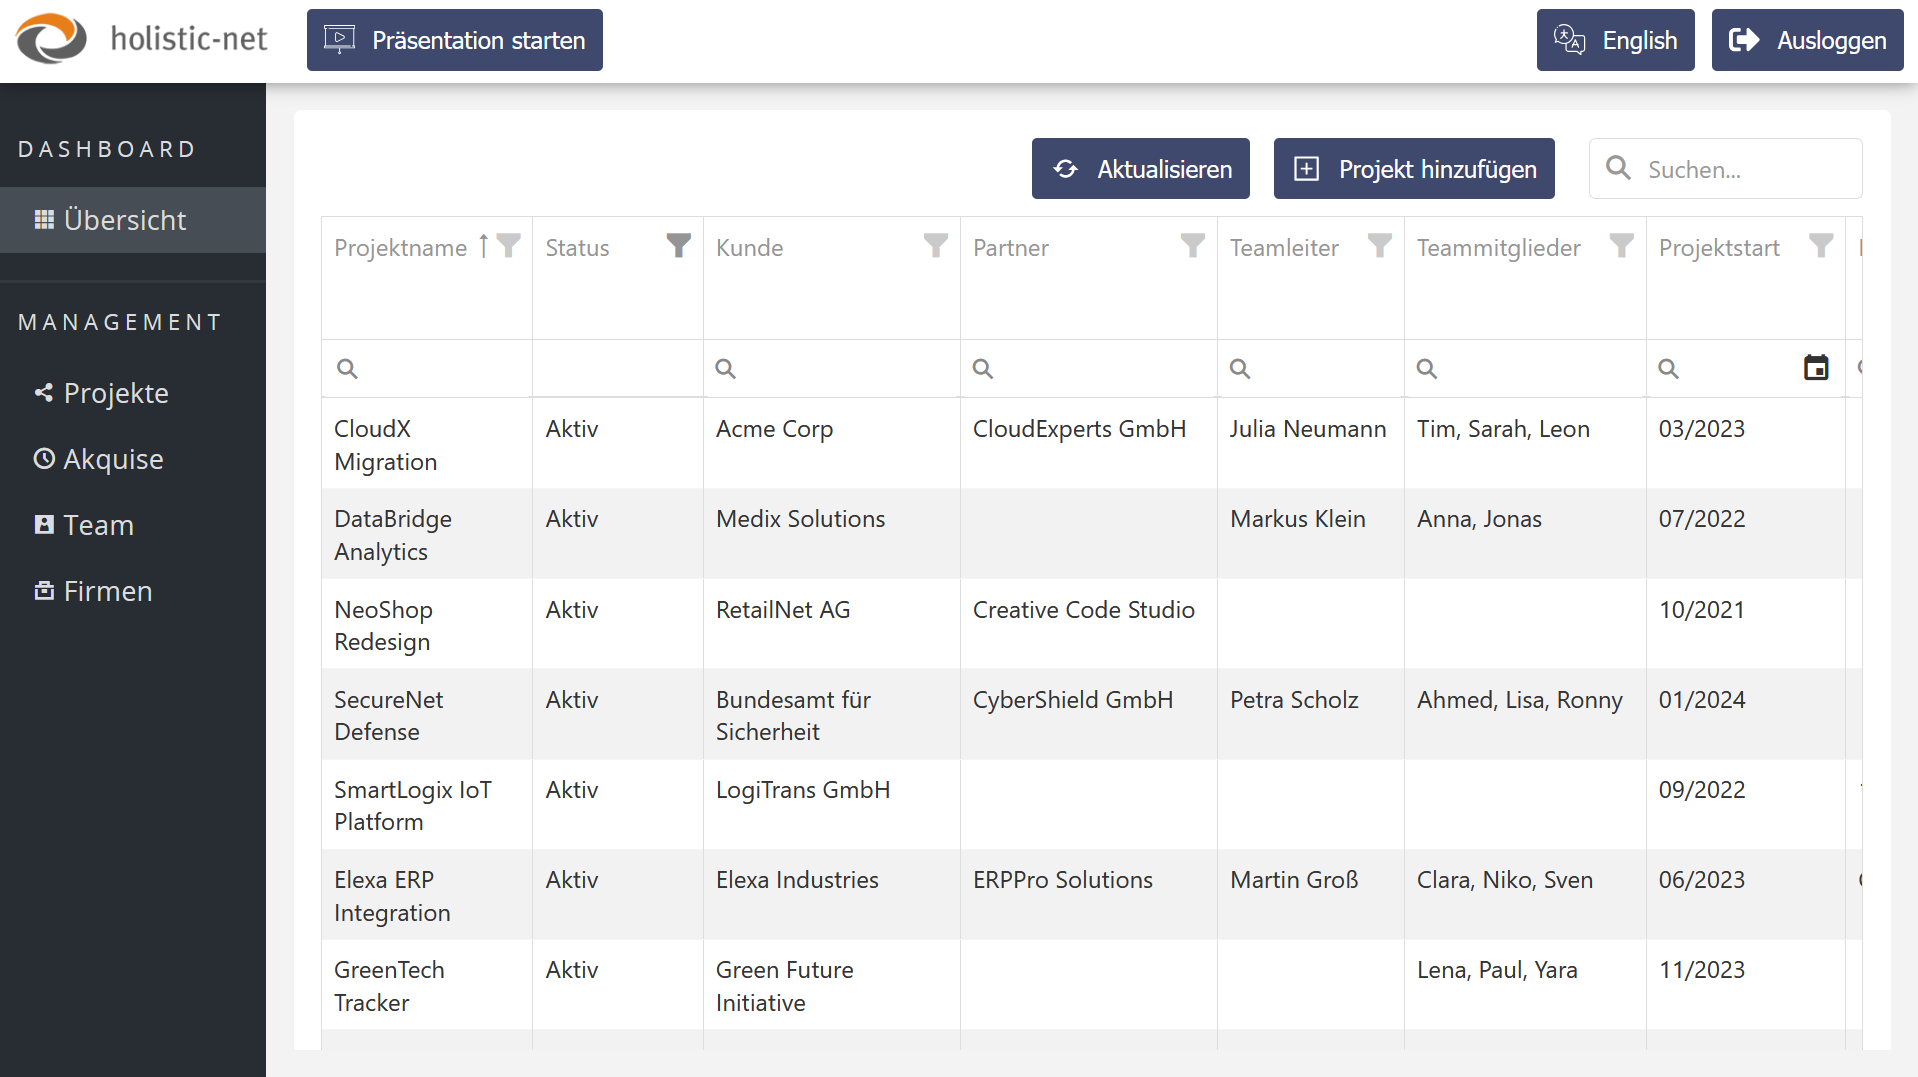 holistic-net
Präsentation starten
English
Ausloggen
DASHBOARD
Übersicht
MANAGEMENT
Projekte
Akquise
Team
Firmen
Aktualisieren
Projekt hinzufügen
Suchen...
Projektname Status Kunde Partner Teamleiter Teammitglieder Projektstart
CloudX Aktiv Acme Corp CloudExperts GmbH Julia Neumann Tim, Sarah, Leon 03/2023
Migration
DataBridge Aktiv Medix Solutions Markus Klein Anna, Jonas 07/2022
Analytics
NeoShop Aktiv RetailNet AG Creative Code Studio 10/2021
Redesign
SecureNet Aktiv Bundesamt für CyberShield GmbH Petra Scholz Ahmed, Lisa, Ronny 01/2024
Defense Sicherheit
SmartLogix IoT Aktiv LogiTrans GmbH 09/2022
Platform
Elexa ERP Aktiv Elexa Industries ERPPro Solutions Martin Groß Clara, Niko, Sven 06/2023
Integration
GreenTech Aktiv Green Future Lena, Paul, Yara 11/2023
Tracker Initiative